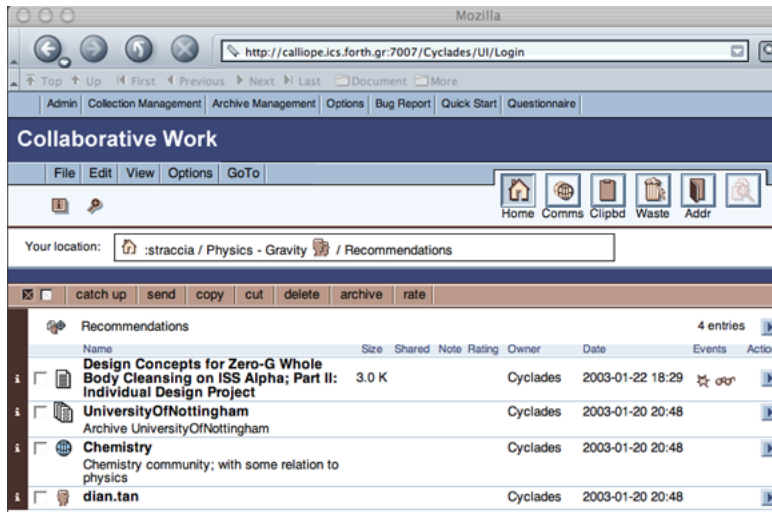 Mozilla
http://calliope.ics.forth.gr:7007/Cyclades/UI/Login
Top Up First Previous Next Last Document More
Admin Collection Management Archive Management Options Bug Report Quick Start Questionnaire
Collaborative Work
File Edit View Options GoTo
Home Comms Clipbd Waste Addr
Your location: :straccia / Physics - Gravity / Recommendations
catch up send copy cut delete archive rate
Recommendations 4 entries
Name Size Shared Note Rating Owner Date Events Actio
Design Concepts for Zero-G Whole
Body Cleansing on ISS Alpha; Part II: 3.0 K Cyclades 2003-01-22 18:29
Individual Design Project
UniversityOfNottingham Cyclades 2003-01-20 20:48
Archive UniversityOfNottingham
Chemistry Cyclades 2003-01-20 20:48
Chemistry community; with some relation to
physics
dian.tan Cyclades 2003-01-20 20:48